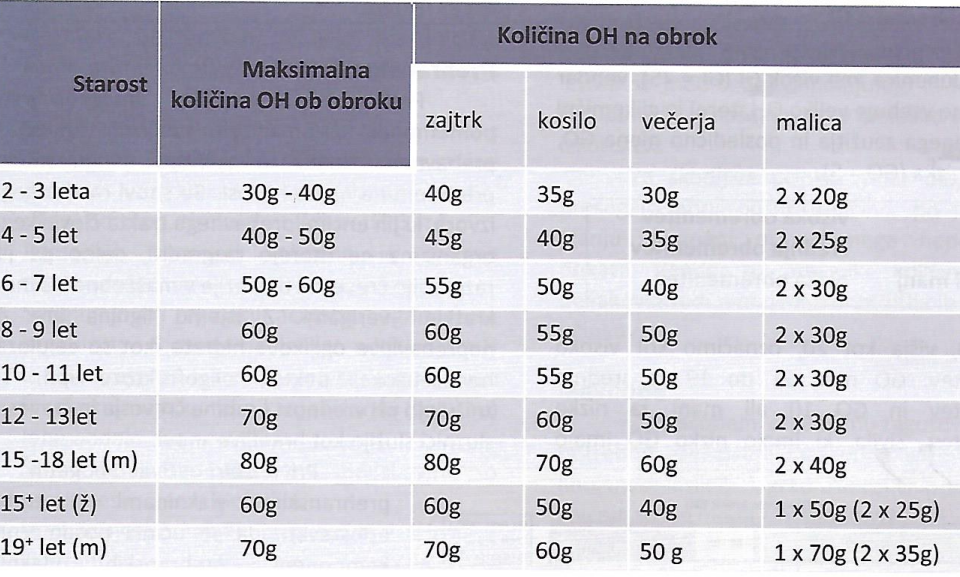 Količina OH na obrok
Starost
Maksimalna
količina OH ob obroku
zajtrk kosilo večerja malica
2 - 3 leta 30g -40g 40g 35g 30g 2 x 20g
4 - 5 let 40g - 50g 45g 40g 35g 2 x 25g
6 - 7 let 50g - 60g 55g 50g 40g 2 x 30g
8 - 9 let 60g 60g 55g 50g 2 x 30g
10 - 11 let 60g 60g 55g 50g 2 x 30g
12 - 13let 70g 70g 60g 50g 2 x 30g
15 -18 let (m) 80g 80g 70g 60g 2 x 40g
15⁺ let (ž) 60g 60g 50g 40g 1 x 50g (2 x 25g)
19⁺ let (m) 70g 70g 60g 50 g 1 x 70g (2 x 35g)